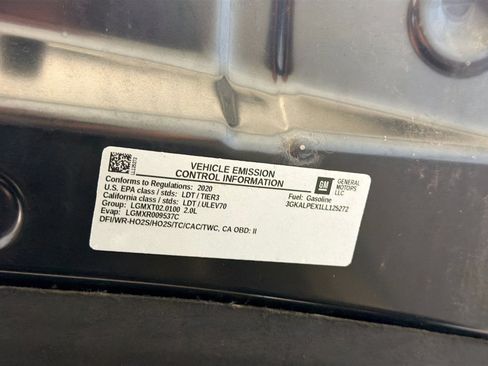 VEHICLE EMISSION
CONTROL INFORMATION
GM
GENERAL
MOTORS
LLC
Conforms to Regulations: 2020
Fuel: Gasoline
U.S. EPA class / stds: LDT / TIER3
3GKALPEX1LL125272
California class / stds: LDT / ULEV70
Group: LGMXT02.0100 2.0L
Evap: LGMXR009537C
DFI/WR-HO2S/HO2S/TC/CAC/TWC, CA OBD: II